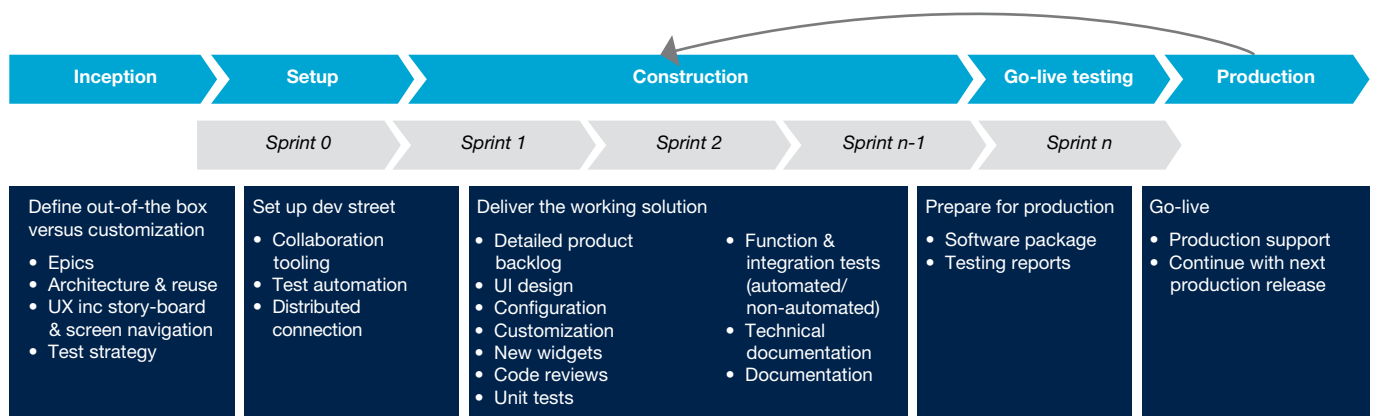 Inception
Setup
Construction
Go-live testing
Production
Sprint 0
Sprint 1
Sprint 2
Sprint n-1
Sprint n
Define out-of-the box
versus customization
• Epics
• Architecture & reuse
• UX inc story-board
& screen navigation
• Test strategy
Set up dev street
• Collaboration
tooling
• Test automation
• Distributed
connection
Deliver the working solution
• Detailed product
backlog
• UI design
• Configuration
• Customization
• New widgets
• Code reviews
• Unit tests
• Function &
integration tests
(automated/
non-automated)
• Technical
documentation
• Documentation
Prepare for production
• Software package
• Testing reports
Go-live
• Production support
• Continue with next
production release